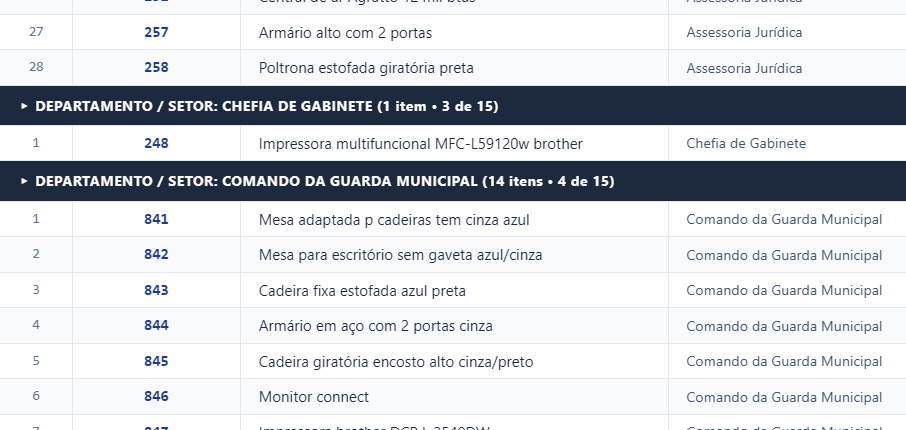 27 257 Armário alto com 2 portas Assessoria Jurídica
28 258 Poltrona estofada giratória preta Assessoria Jurídica
▸ DEPARTAMENTO / SETOR: CHEFIA DE GABINETE (1 item • 3 de 15)
1 248 Impressora multifuncional MFC-L59120w brother Chefia de Gabinete
▸ DEPARTAMENTO / SETOR: COMANDO DA GUARDA MUNICIPAL (14 itens • 4 de 15)
1 841 Mesa adaptada p cadeiras tem cinza azul Comando da Guarda Municipal
2 842 Mesa para escritório sem gaveta azul/cinza Comando da Guarda Municipal
3 843 Cadeira fixa estofada azul preta Comando da Guarda Municipal
4 844 Armário em aço com 2 portas cinza Comando da Guarda Municipal
5 845 Cadeira giratória encosto alto cinza/preto Comando da Guarda Municipal
6 846 Monitor connect Comando da Guarda Municipal